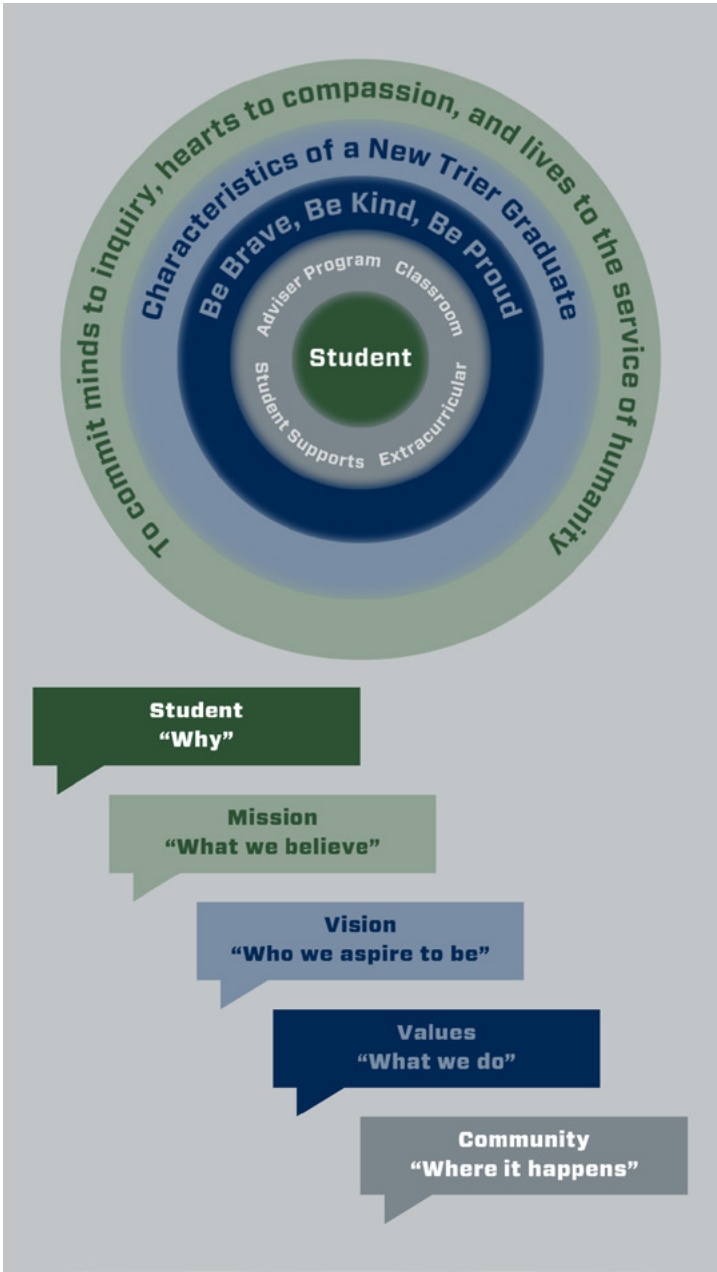 To commit minds to inquiry, hearts to compassion, and lives to the service of humanity
Characteristics of a New Trier Graduate
Be Brave, Be Kind, Be Proud
Adviser Program
Classroom
Student
Student Supports
Extracurricular
Student
“Why”
Mission
“What we believe”
Vision
“Who we aspire to be”
Values
“What we do”
Community
“Where it happens”